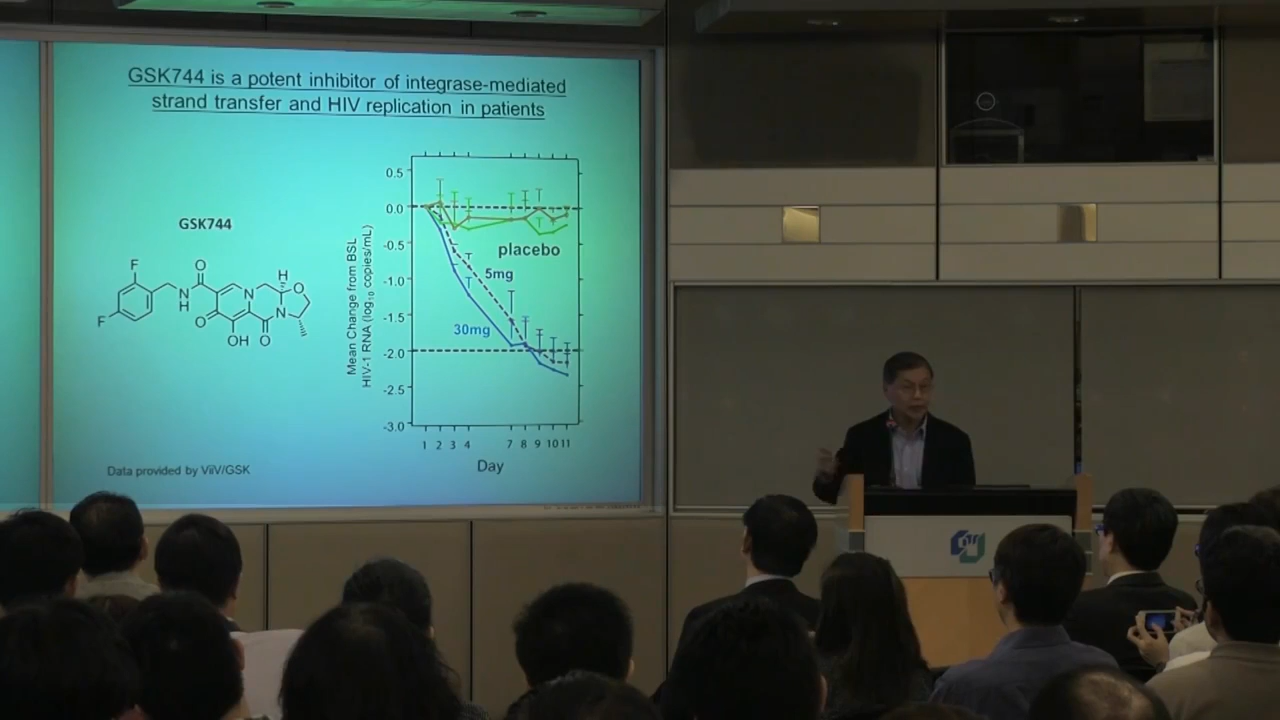 GSK744 is a potent inhibitor of integrase-mediated
strand transfer and HIV replication in patients
GSK744
F
F
N
H
O
O
OH
N
O
N
H
O
Mean Change from BSL
HIV-1 RNA (log₁₀ copies/mL)
0.5
0.0
-0.5
-1.0
-1.5
-2.0
-2.5
-3.0
placebo
5mg
30mg
1 2 3 4 7 8 9 10 11
Day
Data provided by ViiV/GSK